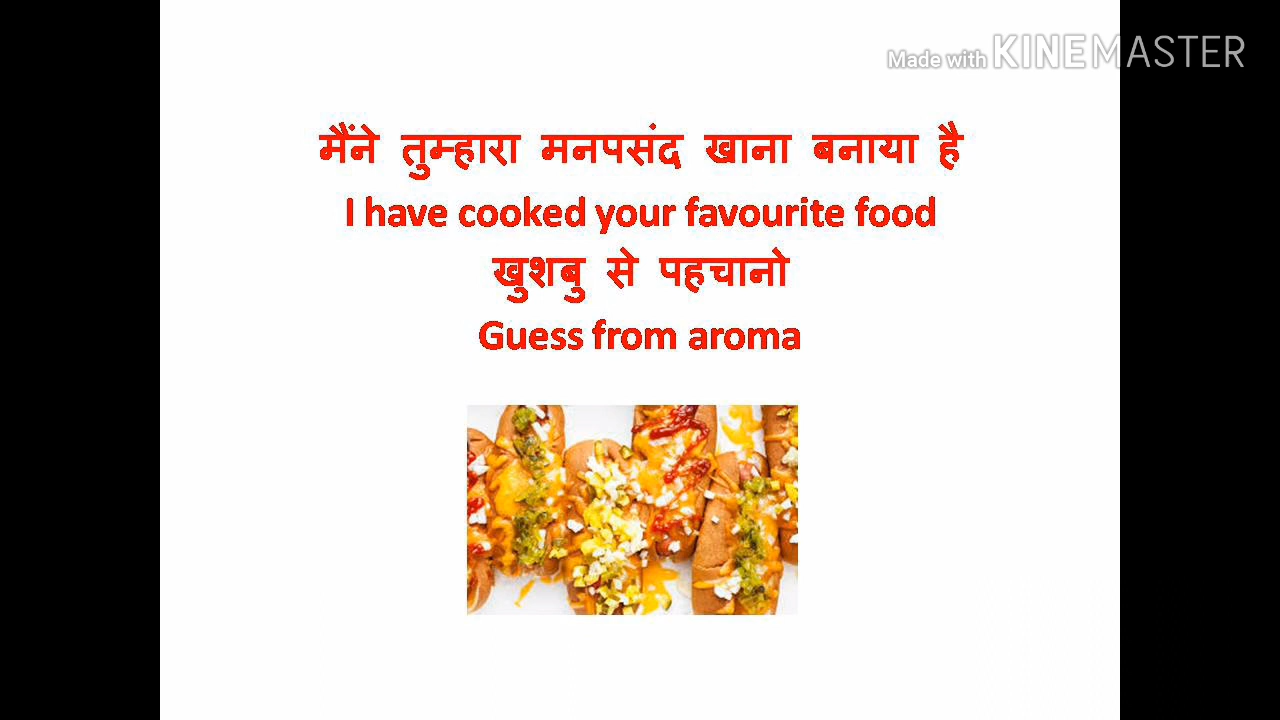 Made with KINEMASTER
मैंने तुम्हारा मनपसंद खाना बनाया है
I have cooked your favourite food
खुशबु से पहचानो
Guess from aroma